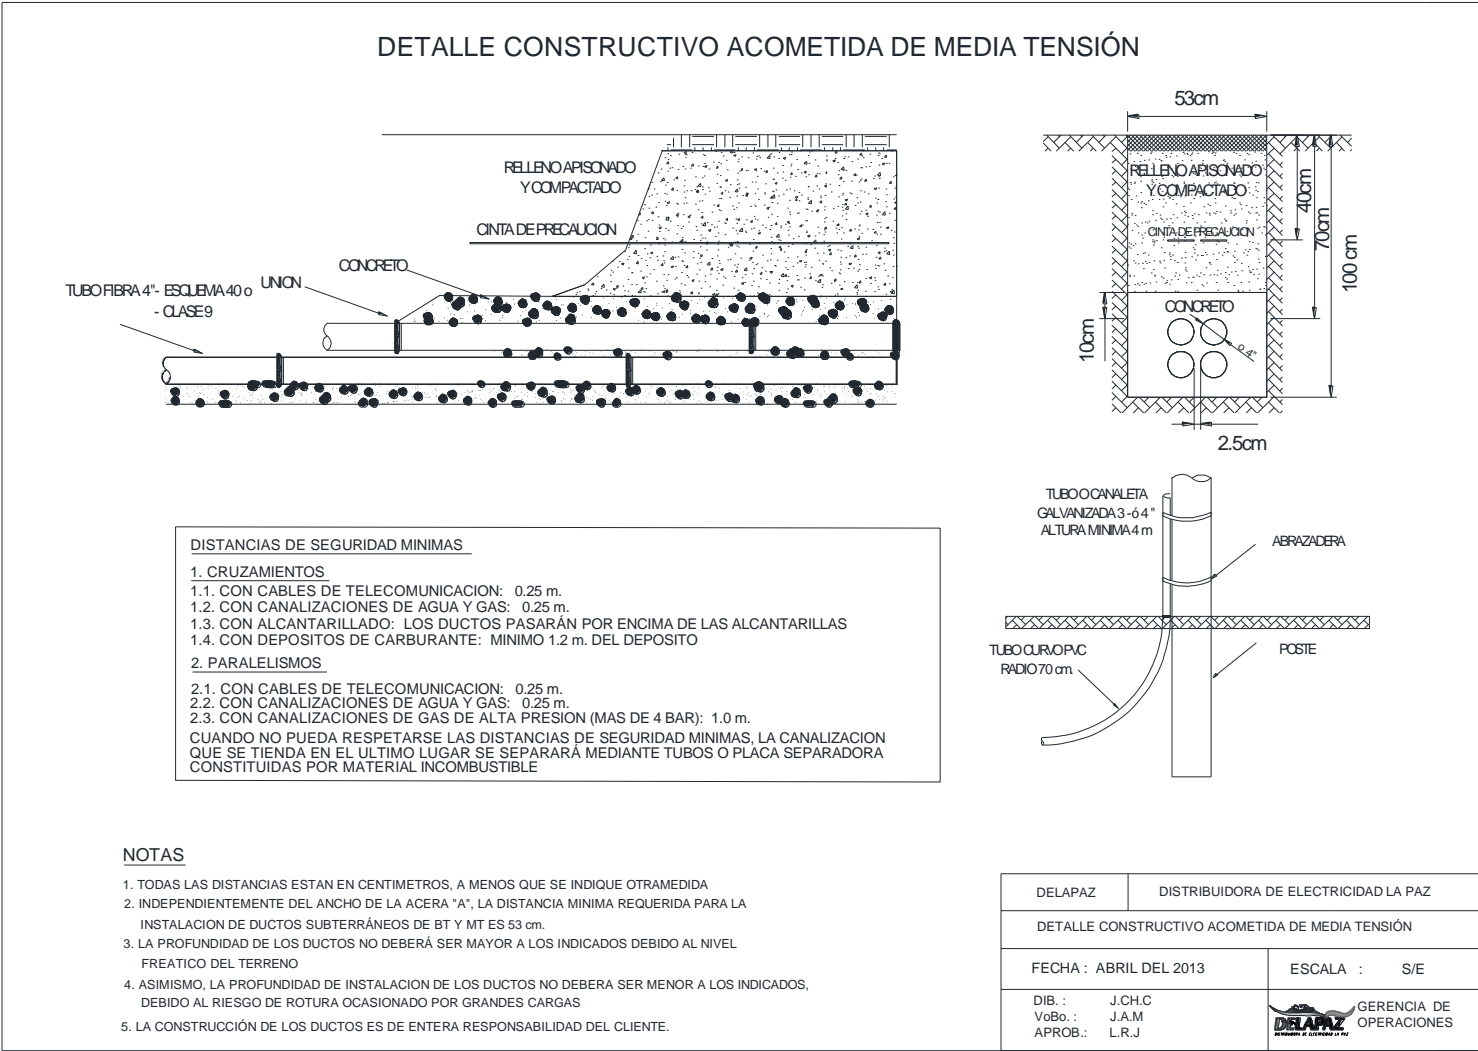 DETALLE CONSTRUCTIVO ACOMETIDA DE MEDIA TENSIÓN
RELLENO APISONADO
Y COMPACTADO
CINTA DE PRECAUCION
CONCRETO
UNION
TUBO FIBRA 4"- ESQUEMA 40 o
- CLASE 9
53cm
RELLENO APISONADO
Y COMPACTADO
CINTA DE PRECAUCION
40cm
70cm
100 cm
CONCRETO
10cm
O 4"
2.5cm
TUBO O CANALETA
GALVANIZADA 3 -ó 4 "
ALTURA MINIMA 4 m
ABRAZADERA
TUBO CURVO PVC
RADIO 70 cm.
POSTE
DISTANCIAS DE SEGURIDAD MINIMAS
1. CRUZAMIENTOS
1.1. CON CABLES DE TELECOMUNICACION: 0.25 m.
1.2. CON CANALIZACIONES DE AGUA Y GAS: 0.25 m.
1.3. CON ALCANTARILLADO: LOS DUCTOS PASARÁN POR ENCIMA DE LAS ALCANTARILLAS
1.4. CON DEPOSITOS DE CARBURANTE: MINIMO 1.2 m. DEL DEPOSITO
2. PARALELISMOS
2.1. CON CABLES DE TELECOMUNICACION: 0.25 m.
2.2. CON CANALIZACIONES DE AGUA Y GAS: 0.25 m.
2.3. CON CANALIZACIONES DE GAS DE ALTA PRESION (MAS DE 4 BAR): 1.0 m.
CUANDO NO PUEDA RESPETARSE LAS DISTANCIAS DE SEGURIDAD MINIMAS, LA CANALIZACION
QUE SE TIENDA EN EL ULTIMO LUGAR SE SEPARARÁ MEDIANTE TUBOS O PLACA SEPARADORA
CONSTITUIDAS POR MATERIAL INCOMBUSTIBLE
NOTAS
1. TODAS LAS DISTANCIAS ESTAN EN CENTIMETROS, A MENOS QUE SE INDIQUE OTRAMEDIDA
2. INDEPENDIENTEMENTE DEL ANCHO DE LA ACERA "A", LA DISTANCIA MINIMA REQUERIDA PARA LA
INSTALACION DE DUCTOS SUBTERRÁNEOS DE BT Y MT ES 53 cm.
3. LA PROFUNDIDAD DE LOS DUCTOS NO DEBERÁ SER MAYOR A LOS INDICADOS DEBIDO AL NIVEL
FREATICO DEL TERRENO
4. ASIMISMO, LA PROFUNDIDAD DE INSTALACION DE LOS DUCTOS NO DEBERA SER MENOR A LOS INDICADOS,
DEBIDO AL RIESGO DE ROTURA OCASIONADO POR GRANDES CARGAS
5. LA CONSTRUCCIÓN DE LOS DUCTOS ES DE ENTERA RESPONSABILIDAD DEL CLIENTE.
DELAPAZ DISTRIBUIDORA DE ELECTRICIDAD LA PAZ
DETALLE CONSTRUCTIVO ACOMETIDA DE MEDIA TENSIÓN
FECHA : ABRIL DEL 2013 ESCALA : S/E
DIB. : J.CH.C
VoBo. : J.A.M
APROB.: L.R.J
DELAPAZ
DISTRIBUIDORA DE ELECTRICIDAD LA PAZ
GERENCIA DE
OPERACIONES